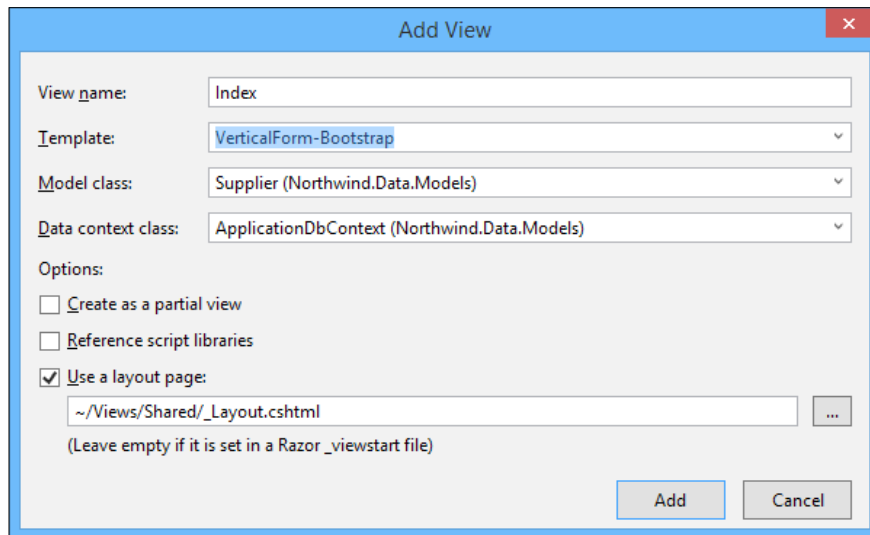 Add View
View name: Index
Template: VerticalForm-Bootstrap
Model class: Supplier (Northwind.Data.Models)
Data context class: ApplicationDbContext (Northwind.Data.Models)
Options:
Create as a partial view
Reference script libraries
Use a layout page:
~/Views/Shared/_Layout.cshtml ...
(Leave empty if it is set in a Razor _viewstart file)
Add Cancel